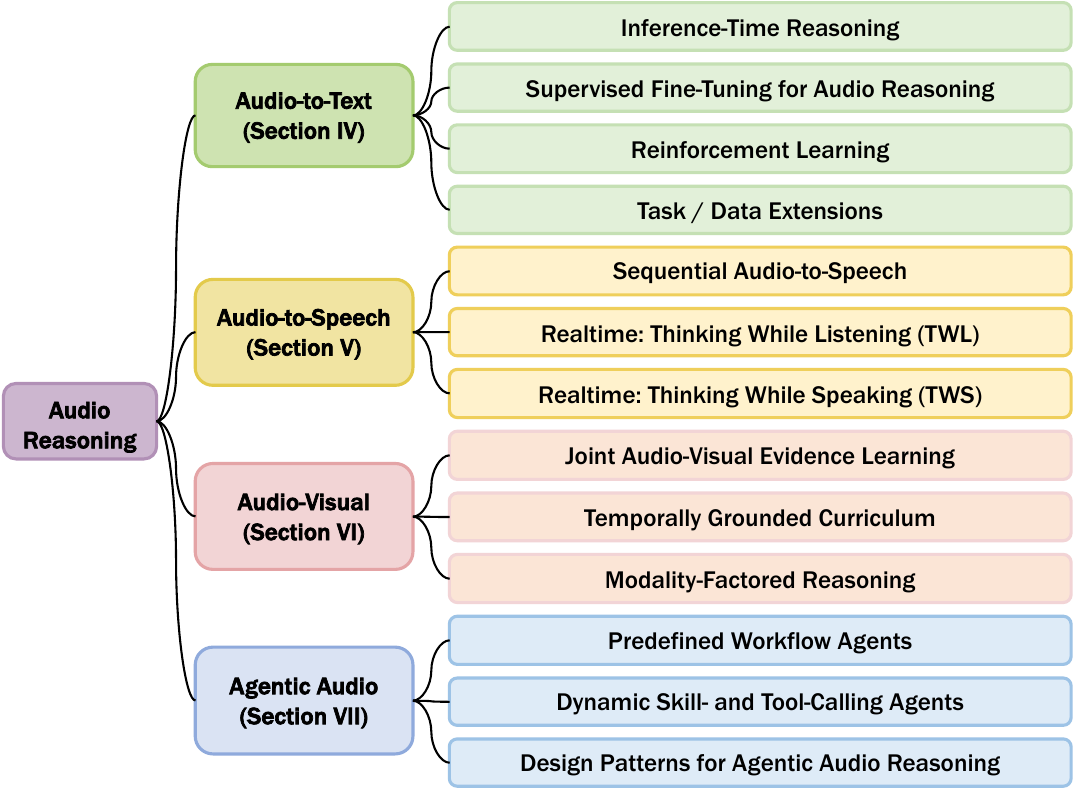 Audio
Reasoning
Audio-to-Text
(Section IV)
Inference-Time Reasoning
Supervised Fine-Tuning for Audio Reasoning
Reinforcement Learning
Task / Data Extensions
Audio-to-Speech
(Section V)
Sequential Audio-to-Speech
Realtime: Thinking While Listening (TWL)
Realtime: Thinking While Speaking (TWS)
Audio-Visual
(Section VI)
Joint Audio-Visual Evidence Learning
Temporally Grounded Curriculum
Modality-Factored Reasoning
Agentic Audio
(Section VII)
Predefined Workflow Agents
Dynamic Skill- and Tool-Calling Agents
Design Patterns for Agentic Audio Reasoning